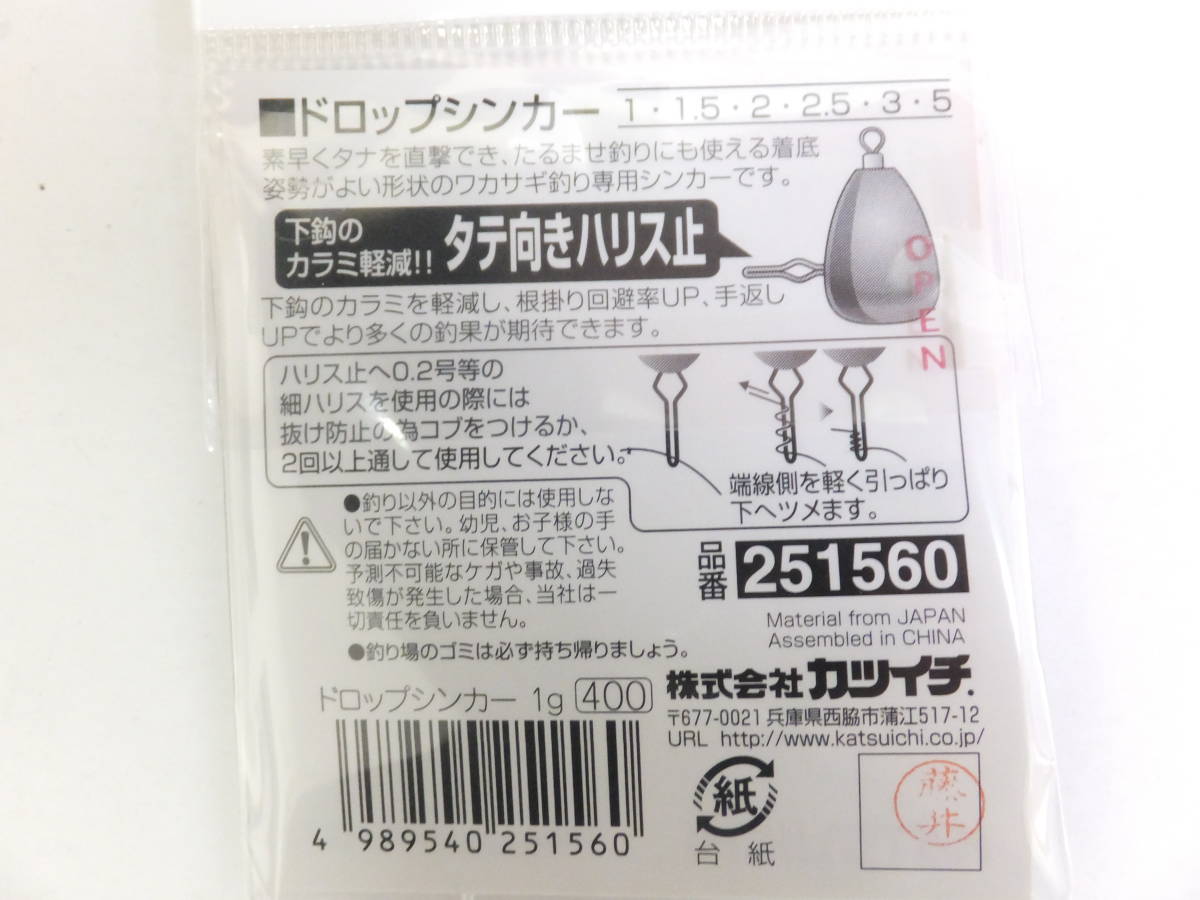 ■ドロップシンカー 1・1.5・2・2.5・3・5
素早くタナを直撃でき、たるませ釣りにも使える着底
姿勢がよい形状のワカサギ釣り専用シンカーです。
下鈎の
カラミ軽減!! タテ向きハリス止
下鈎のカラミを軽減し、根掛り回避率UP、手返し
UPでより多くの釣果が期待できます。
OPEN
ハリス止へ0.2号等の
細ハリスを使用の際には
抜け防止の為コブをつけるか、
2回以上通して使用してください。
端線側を軽く引っぱり
下へツメます。
●釣り以外の目的には使用しな
いで下さい。幼児、お子様の手
の届かない所に保管して下さい。
予測不可能なケガや事故、過失
致傷が発生した場合、当社は一
切責任を負いません。
●釣り場のゴミは必ず持ち帰りましょう。
品番 251560
Material from JAPAN
Assembled in CHINA
ドロップシンカー 1g 400
株式会社 カツイチ.
〒677-0021 兵庫県西脇市蒲江517-12
URL http://www.katsuichi.co.jp/
4 989540 251560
紙
台紙
藤井